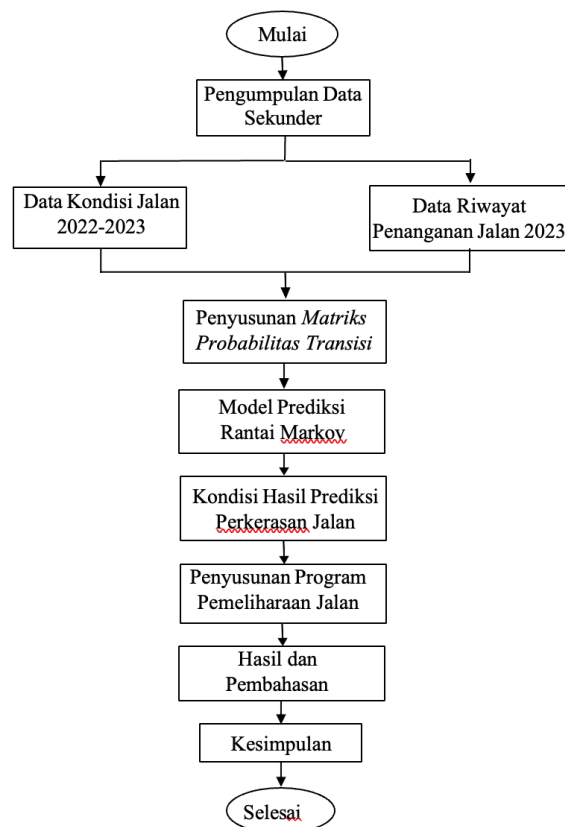 Mulai
Pengumpulan Data
Sekunder
Data Kondisi Jalan
2022-2023
Data Riwayat
Penanganan Jalan 2023
Penyusunan Matriks
Probabilitas Transisi
Model Prediksi
Rantai Markov
Kondisi Hasil Prediksi
Perkerasan Jalan
Penyusunan Program
Pemeliharaan Jalan
Hasil dan
Pembahasan
Kesimpulan
Selesai